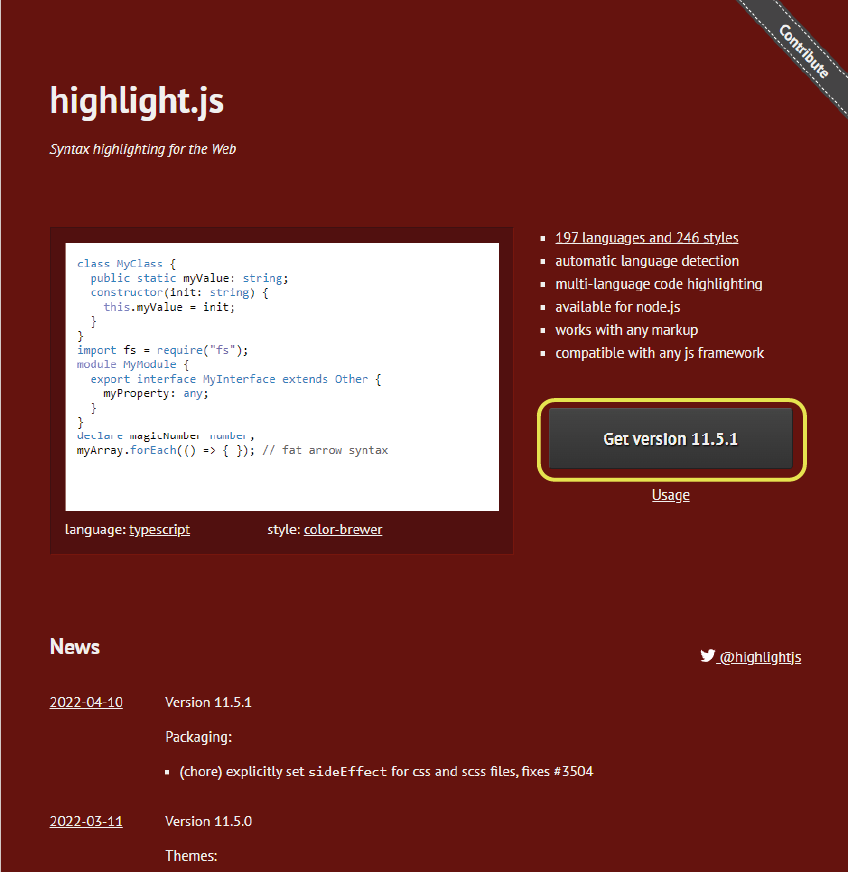 Contribute
highlight.js
Syntax highlighting for the Web
class MyClass {
public static myValue: string;
constructor(init: string) {
this.myValue = init;
}
}
import fs = require("fs");
module MyModule {
export interface MyInterface extends Other {
myProperty: any;
}
}
declare magicNumber number;
myArray.forEach(() => { }); // fat arrow syntax
language: typescript
style: color-brewer
197 languages and 246 styles
automatic language detection
multi-language code highlighting
available for node.js
works with any markup
compatible with any js framework
Get version 11.5.1
Usage
News
@highlightjs
2022-04-10
Version 11.5.1
Packaging:
(chore) explicitly set sideEffect for css and scss files, fixes #3504
2022-03-11
Version 11.5.0
Themes: